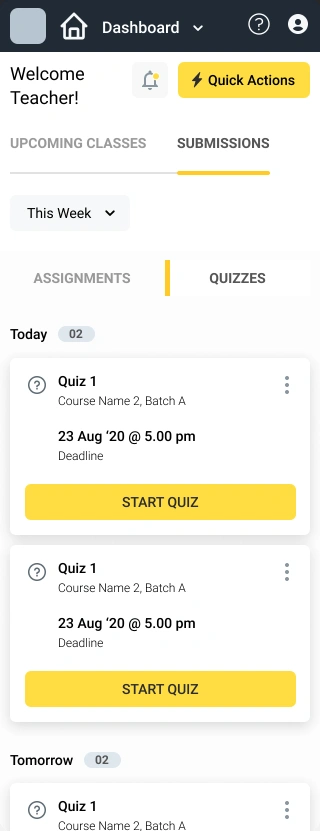 Dashboard
Welcome
Teacher!
Quick Actions
UPCOMING CLASSES
SUBMISSIONS
This Week
ASSIGNMENTS
QUIZZES
Today 02
Quiz 1
Course Name 2, Batch A
23 Aug ‘20 @ 5.00 pm
Deadline
START QUIZ
Quiz 1
Course Name 2, Batch A
23 Aug ‘20 @ 5.00 pm
Deadline
START QUIZ
Tomorrow 02
Quiz 1
Course Name 2, Batch A